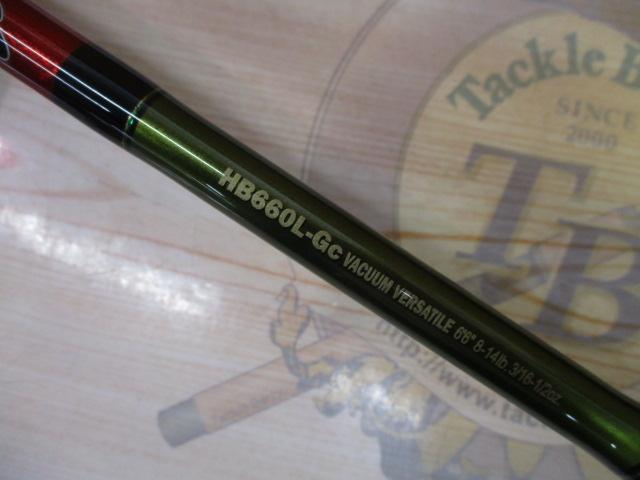 Tackle B
SINCE
2000
TB
HB660L-Gc VACUUM VERSATILE 6'6" 8-14lb. 3/16-1/2oz
http://www.tac